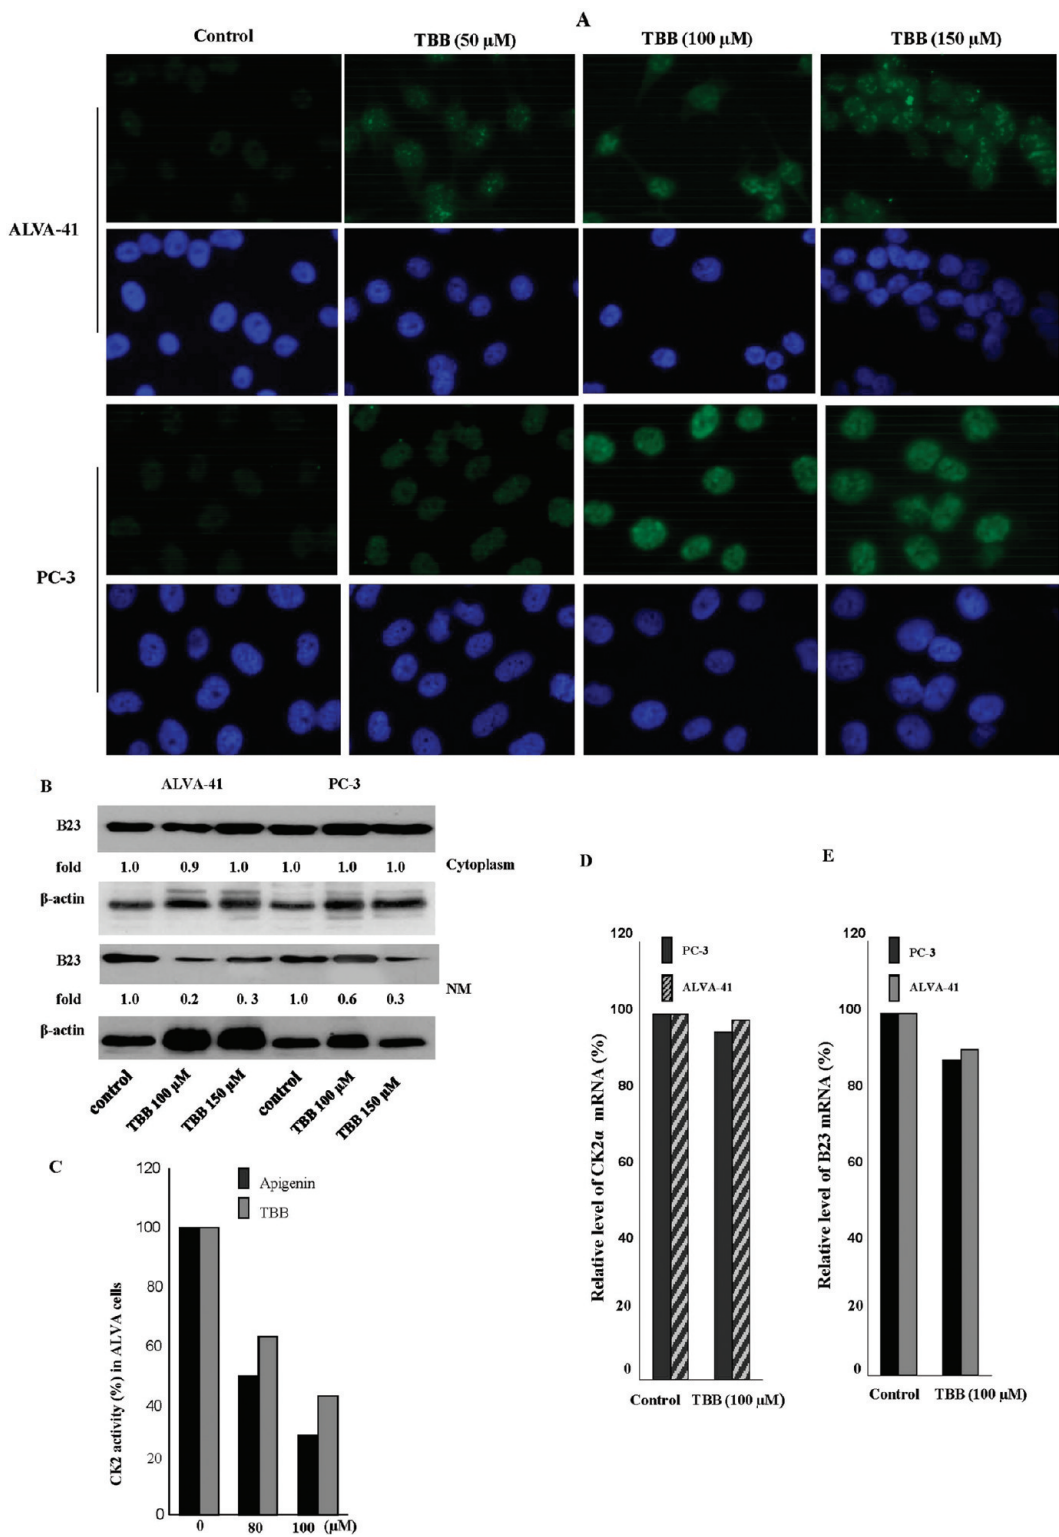 A
Control TBB (50 µM) TBB (100 µM) TBB (150 µM)
ALVA-41
PC-3
B
ALVA-41 PC-3
B23
fold 1.0 0.9 1.0 1.0 1.0 1.0 Cytoplasm
β-actin
B23
NM
fold 1.0 0.2 0.3 1.0 0.6 0.3
β-actin
control TBB 100 µM TBB 150 µM control TBB 100 µM TBB 150 µM
C
120
100
80
60
40
20
0
Apigenin
TBB
CK2 activity (%) in ALVA cells
0 80 100 (µM)
D
120
100
80
60
40
20
0
PC-3
ALVA-41
Relative level of CK2α mRNA (%)
Control TBB (100 µM)
E
120
100
80
60
40
20
0
PC-3
ALVA-41
Relative level of B23 mRNA (%)
Control TBB (100 µM)